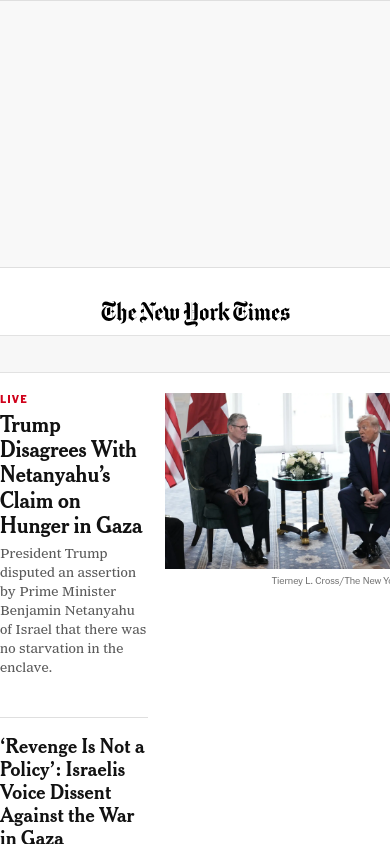 The New York Times
LIVE
Trump
Disagrees With
Netanyahu’s
Claim on
Hunger in Gaza
President Trump
disputed an assertion
by Prime Minister
Benjamin Netanyahu
of Israel that there was
no starvation in the
enclave.
Tierney L. Cross/The New Yo
‘Revenge Is Not a
Policy’: Israelis
Voice Dissent
Against the War
in Gaza